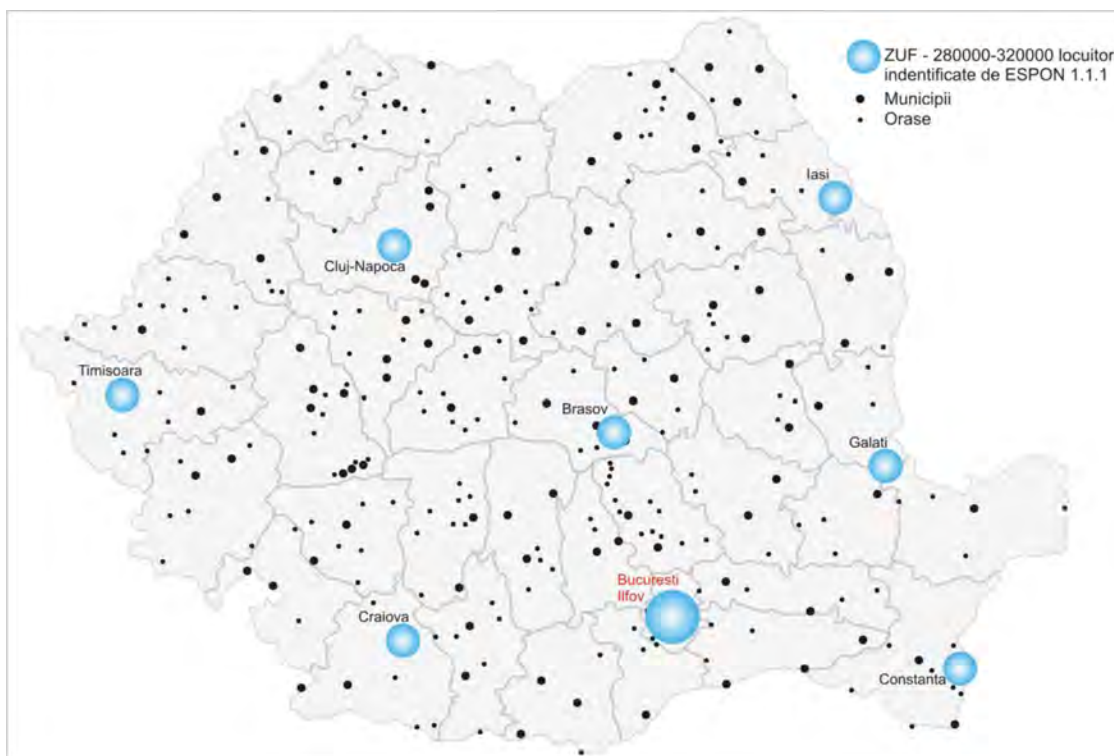 ZUF - 280000-320000 locuitor
indentificate de ESPON 1.1.1
Municipii
Orase
Iasi
Cluj-Napoca
Timisoara
Brasov
Galati
Bucuresti
Ilfov
Craiova
Constanta